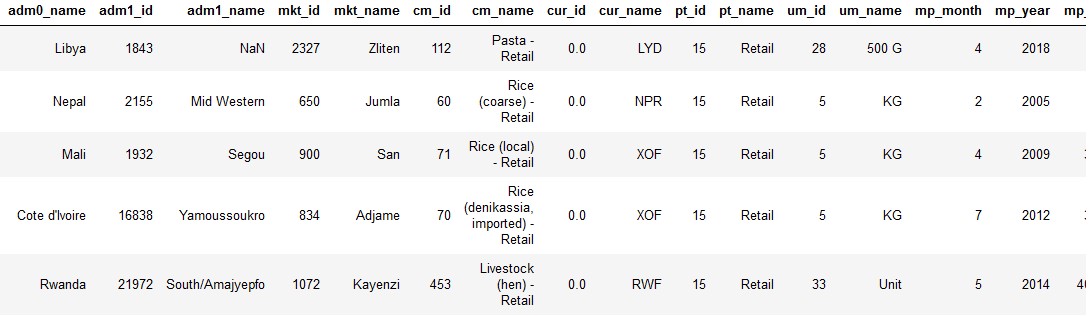 adm0_name adm1_id adm1_name mkt_id mkt_name cm_id cm_name cur_id cur_name pt_id pt_name um_id um_name mp_month mp_year mp_
Libya 1843 NaN 2327 Zliten 112 Pasta - Retail 0.0 LYD 15 Retail 28 500 G 4 2018
Nepal 2155 Mid Western 650 Jumla 60 Rice (coarse) - Retail 0.0 NPR 15 Retail 5 KG 2 2005
Mali 1932 Segou 900 San 71 Rice (local) - Retail 0.0 XOF 15 Retail 5 KG 4 2009
Cote d'Ivoire 16838 Yamoussoukro 834 Adjame 70 Rice (denikassia, imported) - Retail 0.0 XOF 15 Retail 5 KG 7 2012
Rwanda 21972 South/Amajyepfo 1072 Kayenzi 453 Livestock (hen) - Retail 0.0 RWF 15 Retail 33 Unit 5 2014